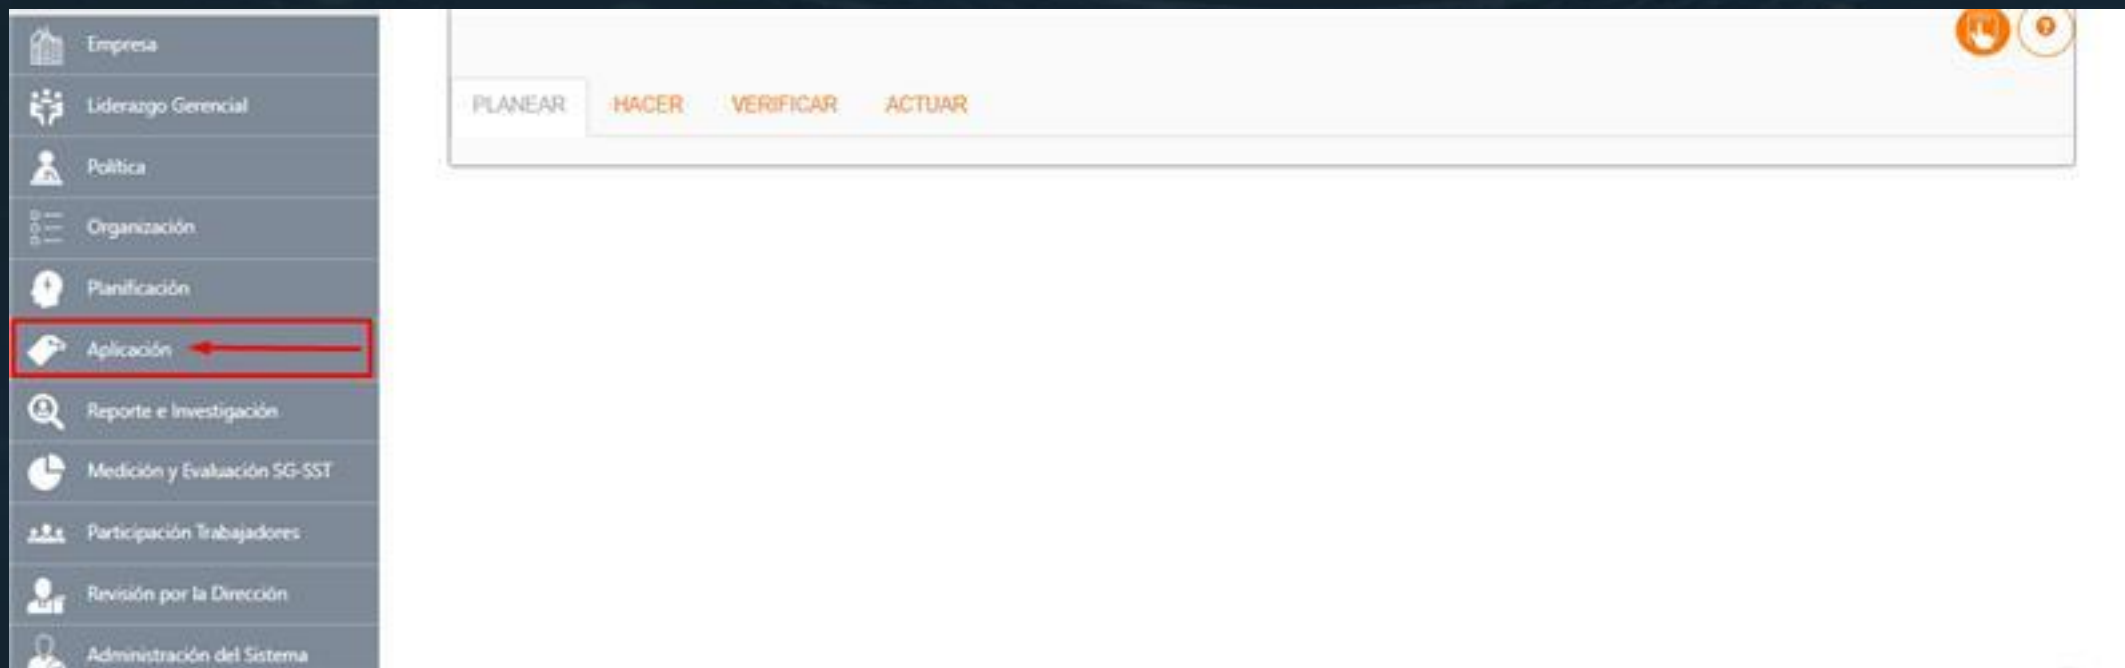 Empresa
Liderazgo Gerencial
Política
Organización
Planificación
Aplicación
Reporte e Investigación
Medición y Evaluación SG-SST
Participación Trabajadores
Revisión por la Dirección
Administración del Sistema
PLANEAR HACER VERIFICAR ACTUAR
?